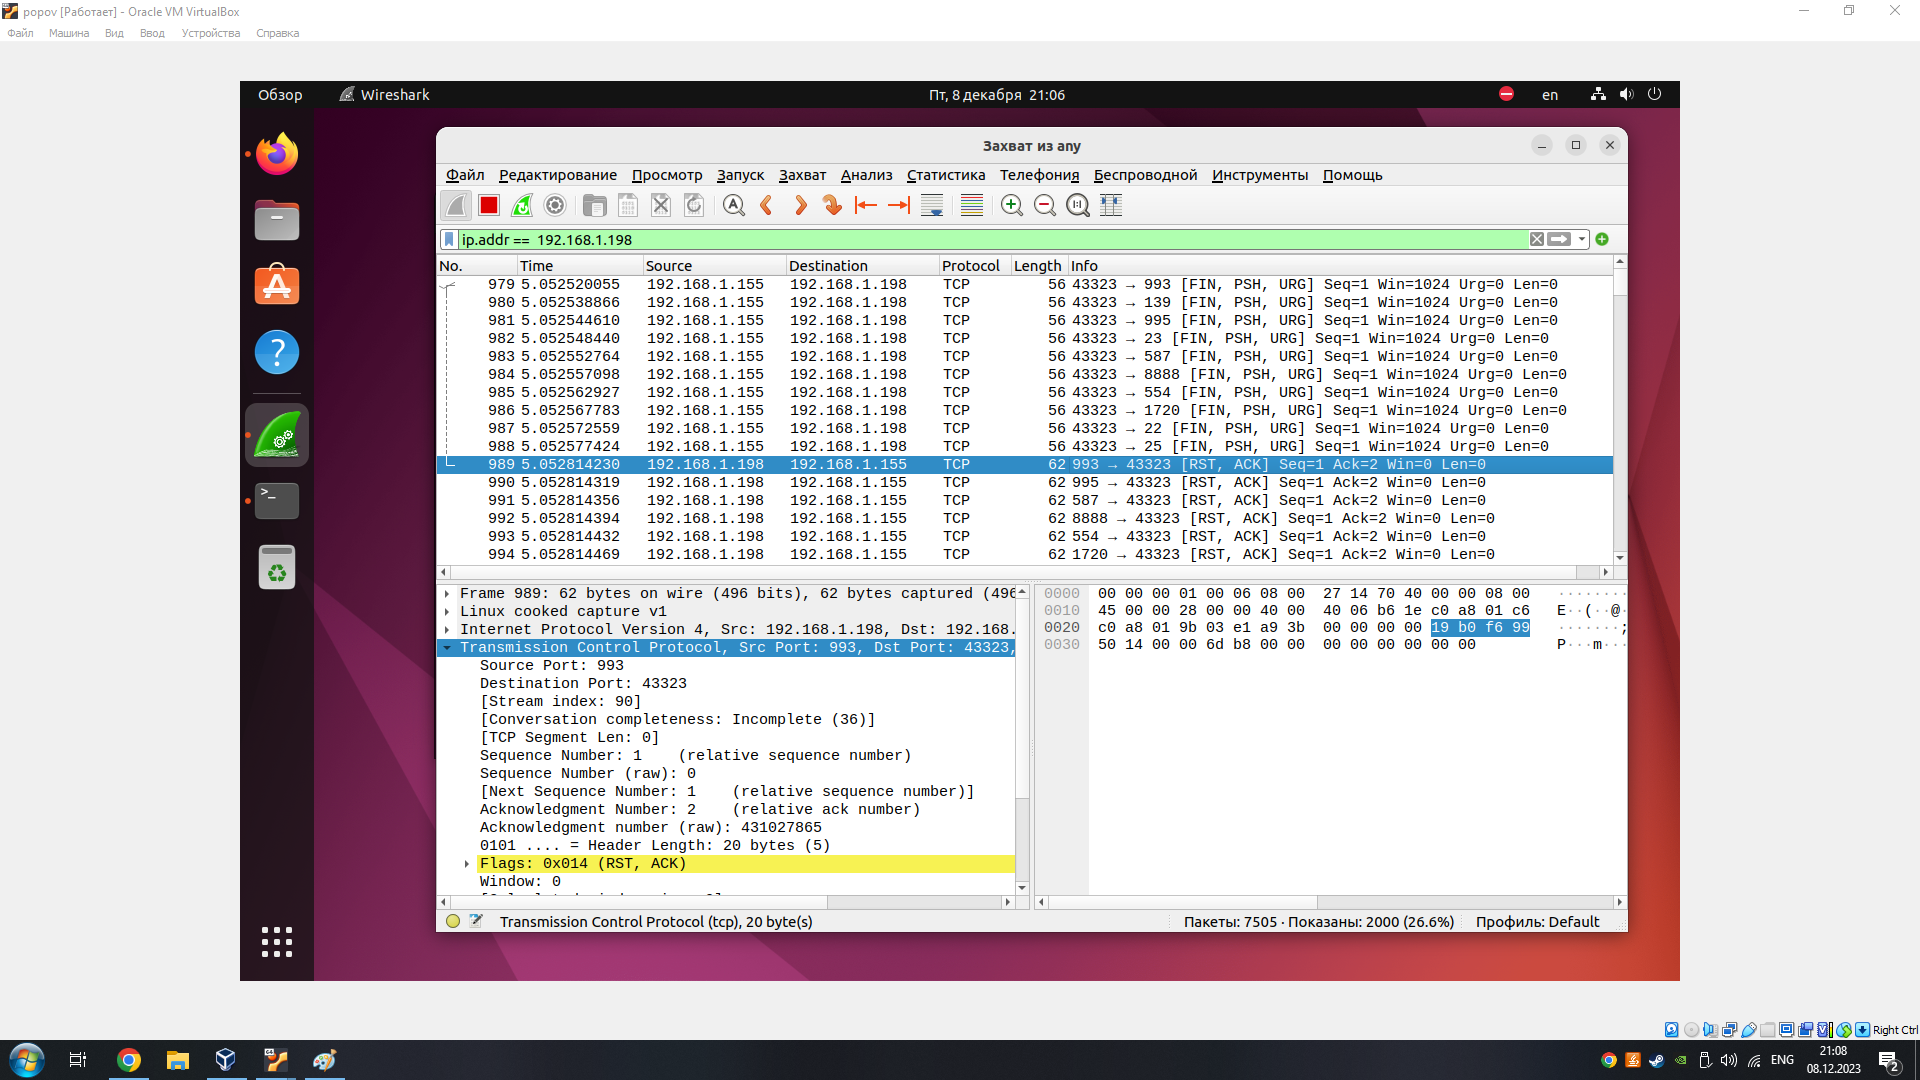 popov [Работает] - Oracle VM VirtualBox
Файл Машина Вид Ввод Устройства Справка
Обзор Wireshark Пт, 8 декабря 21:06 en
Захват из any
Файл Редактирование Просмотр Запуск Захват Анализ Статистика Телефония Беспроводной Инструменты Помощь
ip.addr == 192.168.1.198
No. Time Source Destination Protocol Length Info
979 5.052520055 192.168.1.155 192.168.1.198 TCP 56 43323 → 993 [FIN, PSH, URG] Seq=1 Win=1024 Urg=0 Len=0
980 5.052538866 192.168.1.155 192.168.1.198 TCP 56 43323 → 139 [FIN, PSH, URG] Seq=1 Win=1024 Urg=0 Len=0
981 5.052544610 192.168.1.155 192.168.1.198 TCP 56 43323 → 995 [FIN, PSH, URG] Seq=1 Win=1024 Urg=0 Len=0
982 5.052548440 192.168.1.155 192.168.1.198 TCP 56 43323 → 23 [FIN, PSH, URG] Seq=1 Win=1024 Urg=0 Len=0
983 5.052552764 192.168.1.155 192.168.1.198 TCP 56 43323 → 587 [FIN, PSH, URG] Seq=1 Win=1024 Urg=0 Len=0
984 5.052557098 192.168.1.155 192.168.1.198 TCP 56 43323 → 8888 [FIN, PSH, URG] Seq=1 Win=1024 Urg=0 Len=0
985 5.052562927 192.168.1.155 192.168.1.198 TCP 56 43323 → 554 [FIN, PSH, URG] Seq=1 Win=1024 Urg=0 Len=0
986 5.052567783 192.168.1.155 192.168.1.198 TCP 56 43323 → 1720 [FIN, PSH, URG] Seq=1 Win=1024 Urg=0 Len=0
987 5.052572559 192.168.1.155 192.168.1.198 TCP 56 43323 → 22 [FIN, PSH, URG] Seq=1 Win=1024 Urg=0 Len=0
988 5.052577424 192.168.1.155 192.168.1.198 TCP 56 43323 → 25 [FIN, PSH, URG] Seq=1 Win=1024 Urg=0 Len=0
989 5.052814230 192.168.1.198 192.168.1.155 TCP 62 993 → 43323 [RST, ACK] Seq=1 Ack=2 Win=0 Len=0
990 5.052814319 192.168.1.198 192.168.1.155 TCP 62 995 → 43323 [RST, ACK] Seq=1 Ack=2 Win=0 Len=0
991 5.052814356 192.168.1.198 192.168.1.155 TCP 62 587 → 43323 [RST, ACK] Seq=1 Ack=2 Win=0 Len=0
992 5.052814394 192.168.1.198 192.168.1.155 TCP 62 8888 → 43323 [RST, ACK] Seq=1 Ack=2 Win=0 Len=0
993 5.052814432 192.168.1.198 192.168.1.155 TCP 62 554 → 43323 [RST, ACK] Seq=1 Ack=2 Win=0 Len=0
994 5.052814469 192.168.1.198 192.168.1.155 TCP 62 1720 → 43323 [RST, ACK] Seq=1 Ack=2 Win=0 Len=0
Frame 989: 62 bytes on wire (496 bits), 62 bytes captured (496
Linux cooked capture v1
Internet Protocol Version 4, Src: 192.168.1.198, Dst: 192.168.
Transmission Control Protocol, Src Port: 993, Dst Port: 43323,
Source Port: 993
Destination Port: 43323
[Stream index: 90]
[Conversation completeness: Incomplete (36)]
[TCP Segment Len: 0]
Sequence Number: 1 (relative sequence number)
Sequence Number (raw): 0
[Next Sequence Number: 1 (relative sequence number)]
Acknowledgment Number: 2 (relative ack number)
Acknowledgment number (raw): 431027865
0101 .... = Header Length: 20 bytes (5)
Flags: 0x014 (RST, ACK)
Window: 0
0000 00 00 00 01 00 06 08 00 27 14 70 40 00 00 08 00 ········
0010 45 00 00 28 00 00 40 00 40 06 b6 1e c0 a8 01 c6 E··(··@·
0020 c0 a8 01 9b 03 e1 a9 3b 00 00 00 00 19 b0 f6 99 ·······;
0030 50 14 00 00 6d b8 00 00 00 00 00 00 00 00 P···m···
Transmission Control Protocol (tcp), 20 byte(s) Пакеты: 7505 · Показаны: 2000 (26.6%) Профиль: Default
Right Ctrl
ENG 21:08
08.12.2023
2